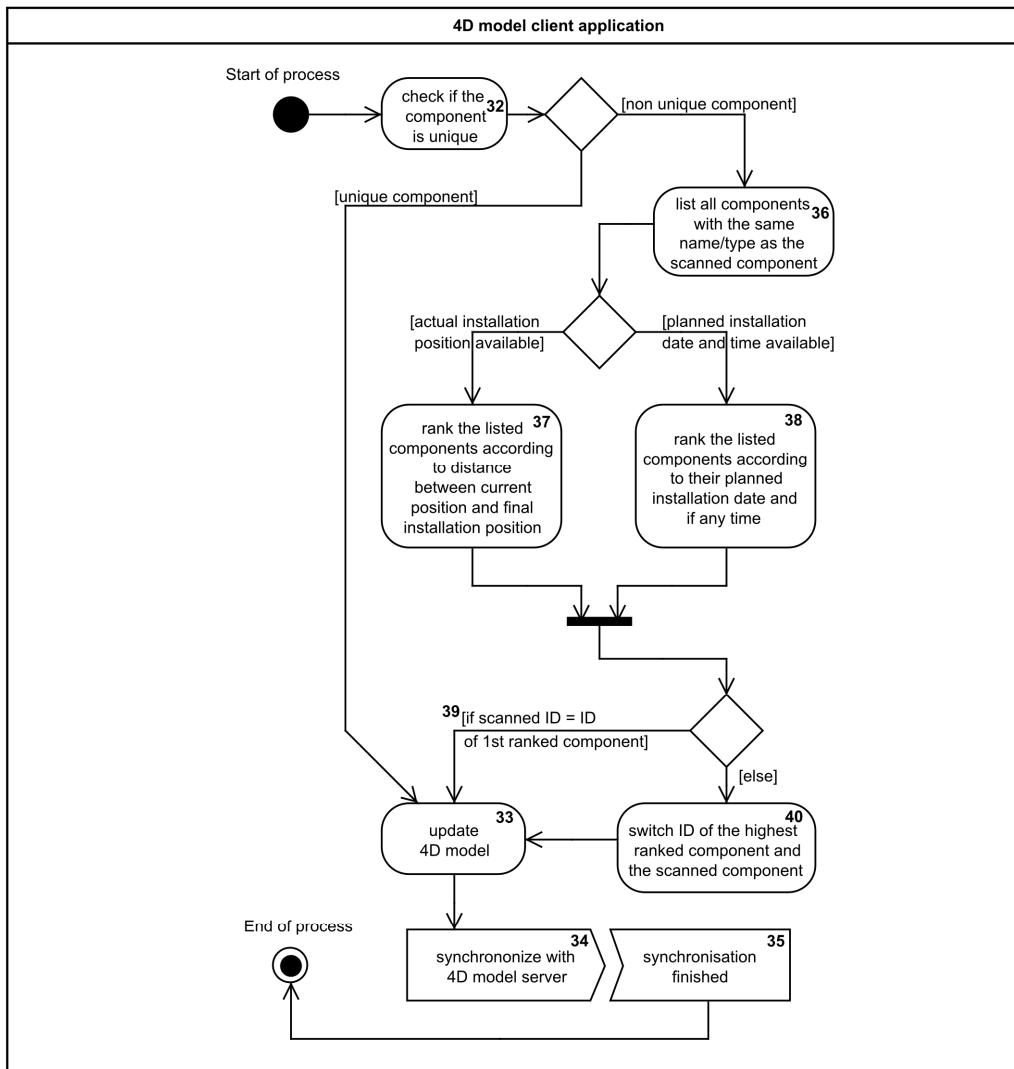 4D model client application
Start of process
check if the
component
is unique
32
[non unique component]
[unique component]
list all components
with the same
name/type as the
scanned component
36
[actual installation
position available]
[planned installation
date and time available]
rank the listed
components according
to distance
between current
position and final
installation position
37
rank the listed
components according
to their planned
installation date and
if any time
38
39
[if scanned ID = ID
of 1st ranked component]
[else]
update
4D model
33
switch ID of the highest
ranked component and
the scanned component
40
End of process
synchrononize with
4D model server
34
synchronisation
finished
35